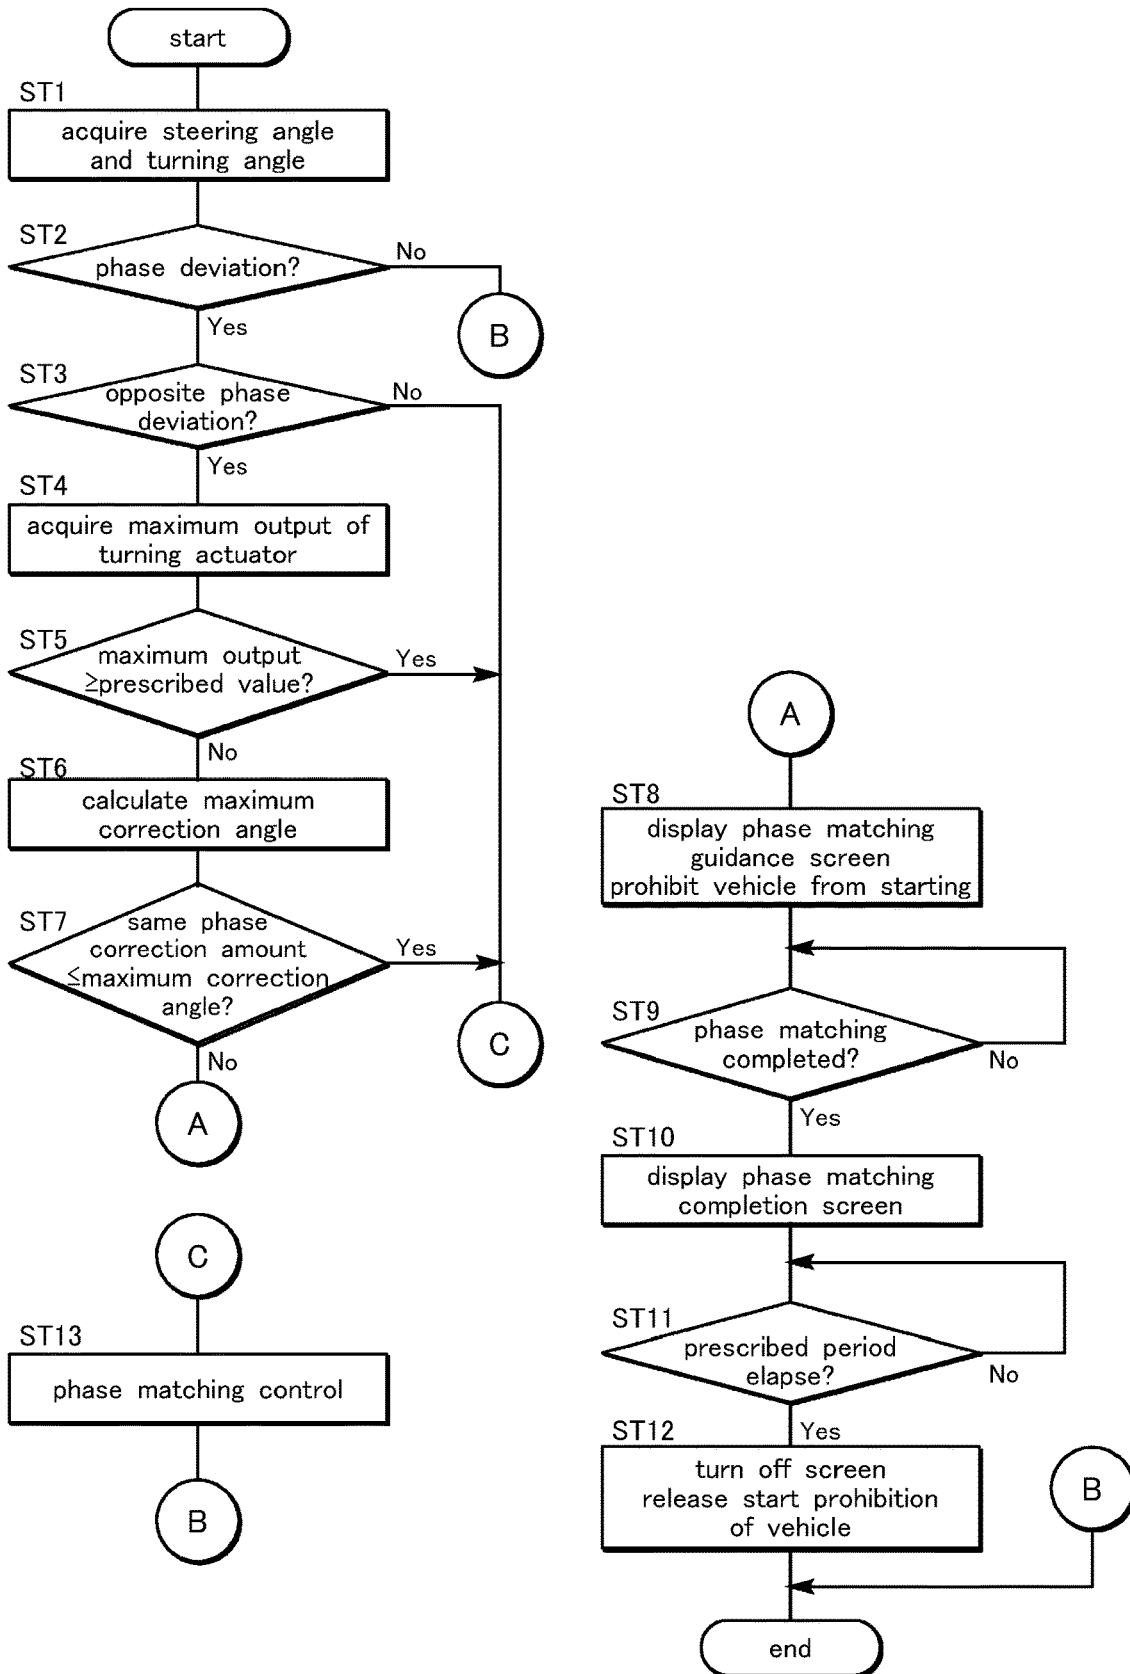 start
ST1
acquire steering angle
and turning angle
ST2
phase deviation?
No
B
Yes
ST3
opposite phase
deviation?
No
Yes
ST4
acquire maximum output of
turning actuator
ST5
maximum output
≥prescribed value?
Yes
No
ST6
calculate maximum
correction angle
ST7
same phase
correction amount
≦maximum correction
angle?
Yes
No
C
A
C
ST13
phase matching control
B
A
ST8
display phase matching
guidance screen
prohibit vehicle from starting
ST9
phase matching
completed?
No
Yes
ST10
display phase matching
completion screen
ST11
prescribed period
elapse?
No
Yes
ST12
turn off screen
release start prohibition
of vehicle
B
end